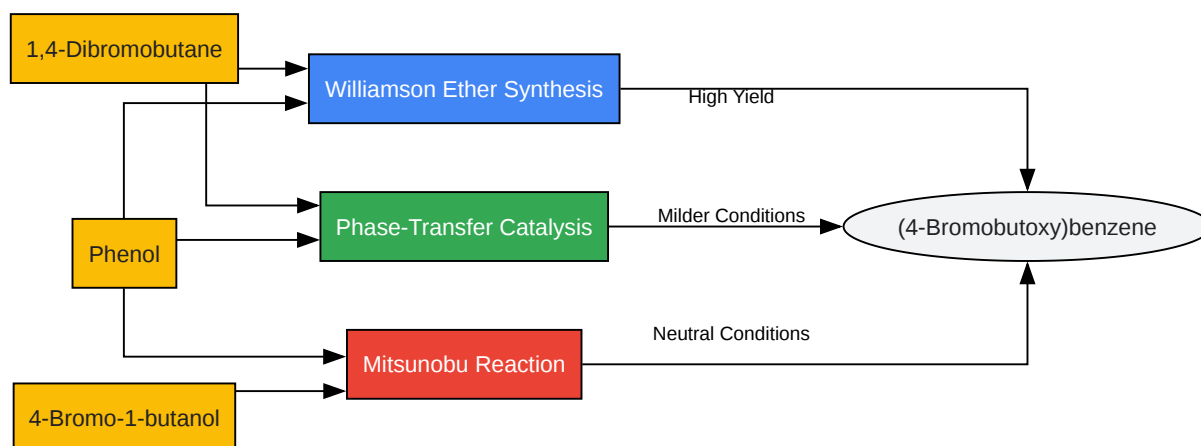 1,4-Dibromobutane
Williamson Ether Synthesis
High Yield
Phase-Transfer Catalysis
Milder Conditions
(4-Bromobutoxy)benzene
Phenol
Mitsunobu Reaction
Neutral Conditions
4-Bromo-1-butanol